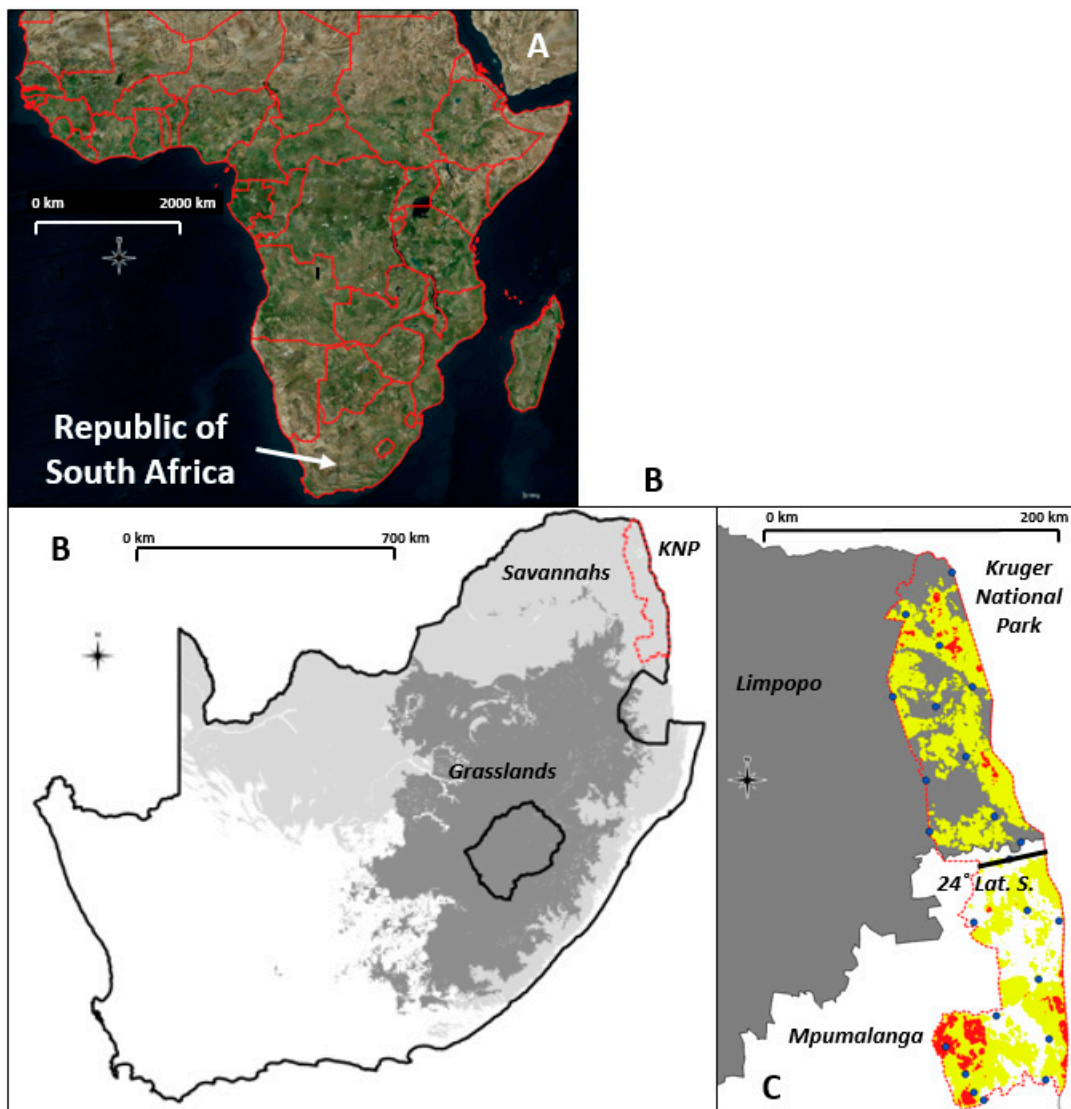 A
0 km 2000 km
Republic of
South Africa
B
B
0 km 700 km
KNP
Savannahs
N
Grasslands
0 km 200 km
Kruger
National
Park
Limpopo
N
24° Lat. S.
Mpumalanga
C